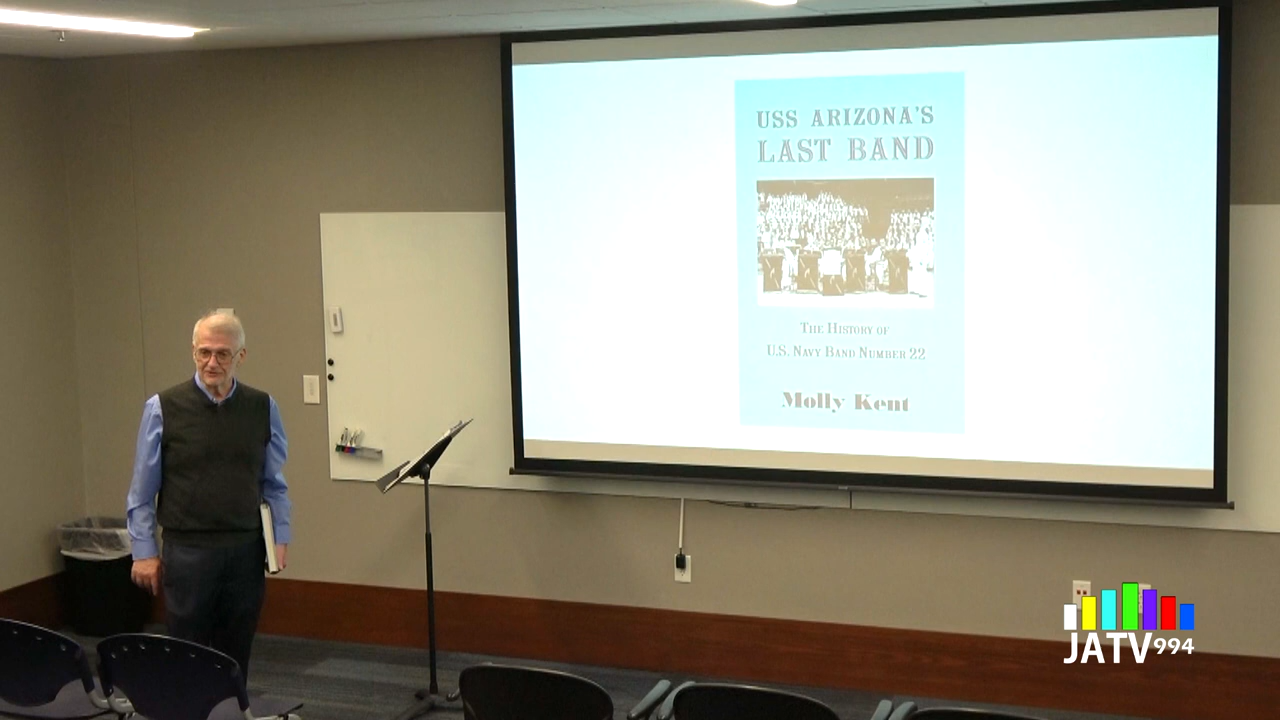 USS ARIZONA'S
LAST BAND
THE HISTORY OF
U.S. NAVY BAND NUMBER 22
Molly Kent
JATV994